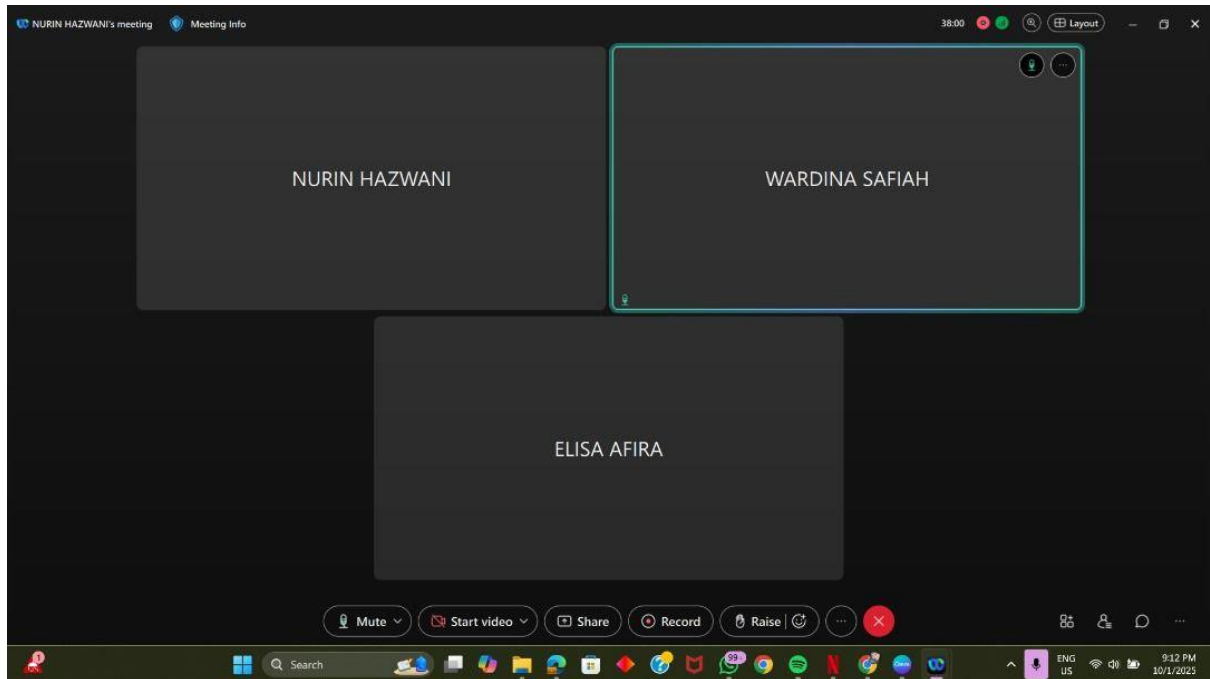 NURIN HAZWANI's meeting Meeting Info 38:00 Layout
NURIN HAZWANI WARDINA SAFIAH
ELISA AFIRA
Mute Start video Share Record Raise
1 Search 99+ ENG 9:12 PM
US 10/1/2025